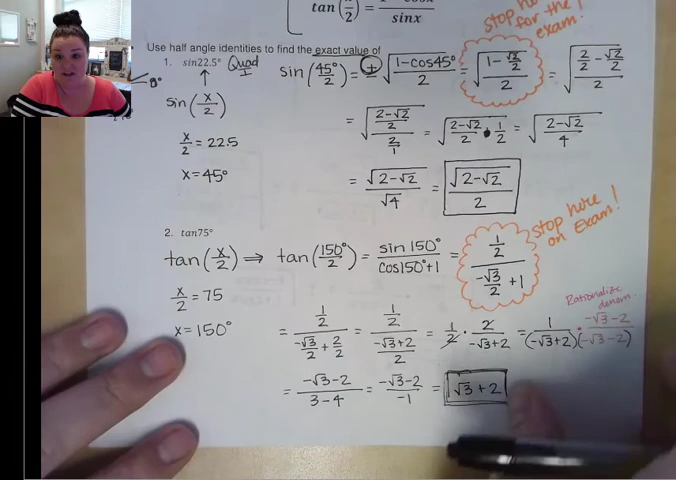 tan(x/2) =
sinx
stop here
for the
exam!
Use half angle identities to find the exact value of
1. sin22.5° Quad I
sin(45°/2) = ± √((1-cos45°)/2) = √((1-√2/2)/2) = √((2/2-√2/2)/2)
sin(x/2)
x/2 = 22.5
x = 45°
= √(((2-√2)/2)/(2/1)) = √((2-√2)/2 · 1/2) = √((2-√2)/4)
= √(2-√2)/√4 = √(2-√2)/2
stop here
on Exam!
2. tan75°
tan(x/2) ⇒ tan(150°/2) = sin150°/(cos150°+1) = (1/2)/(-√3/2 + 1)
x/2 = 75
x = 150°
Rationalize
denom.
= (1/2)/(-√3/2 + 2/2) = (1/2)/((-√3+2)/2) = 1/2 · 2/(-√3+2) = 1/(-√3+2) · (-√3-2)/(-√3-2)
= (-√3-2)/(3-4) = (-√3-2)/-1 = √3+2